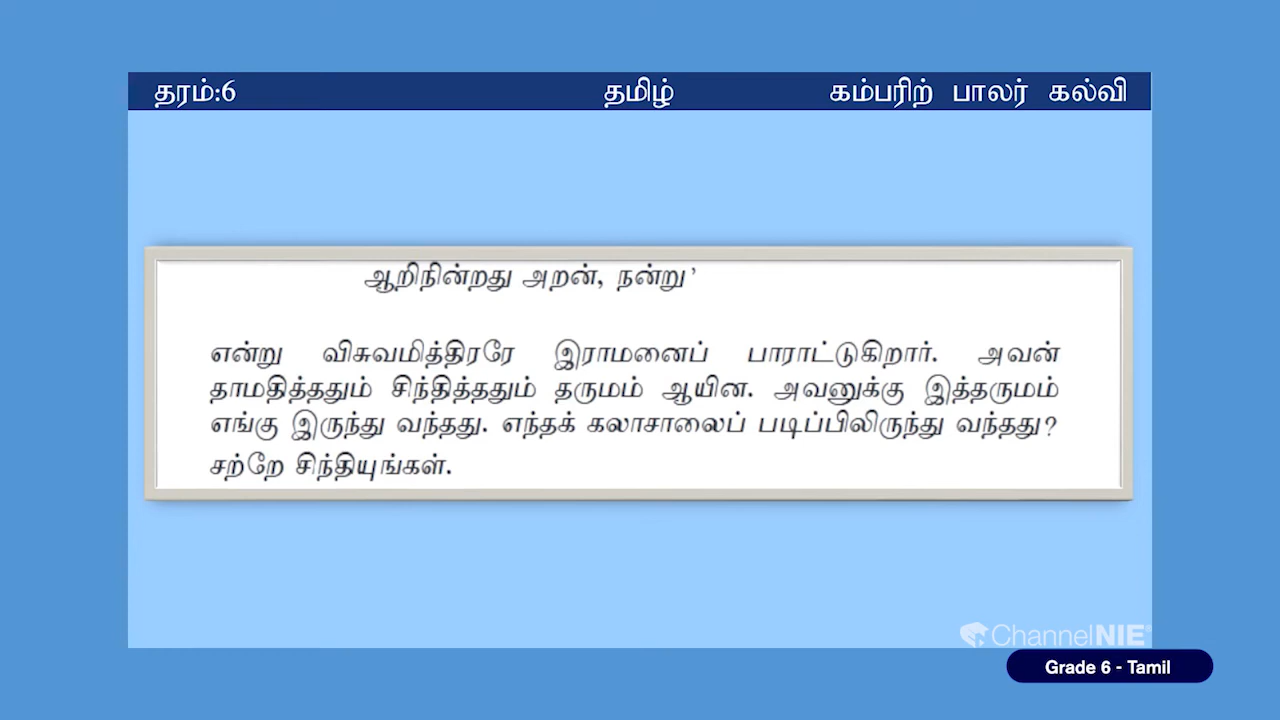 தரம்:6 தமிழ் கம்பரிற் பாலர் கல்வி
ஆறிநின்றது அறன், நன்று'
என்று விசுவமித்திரரே இராமனைப் பாராட்டுகிறார். அவன்
தாமதித்ததும் சிந்தித்ததும் தருமம் ஆயின. அவனுக்கு இத்தருமம்
எங்கு இருந்து வந்தது. எந்தக் கலாசாலைப் படிப்பிலிருந்து வந்தது?
சற்றே சிந்தியுங்கள்.
ChannelNIE
Grade 6 - Tamil